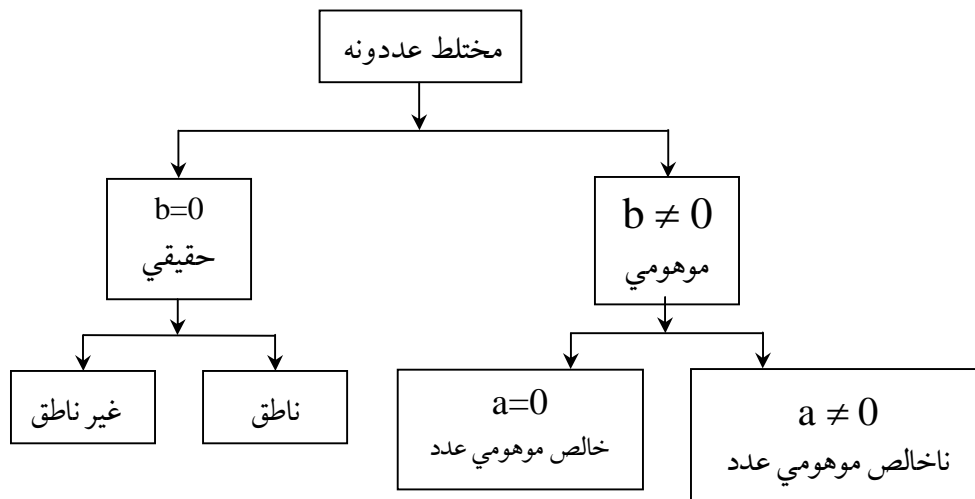 مختلط عددونه
b ≠ 0
موهومي
b=0
حقيقي
a ≠ 0
ناخالص موهومي عدد
a=0
خالص موهومي عدد
ناطق
غير ناطق